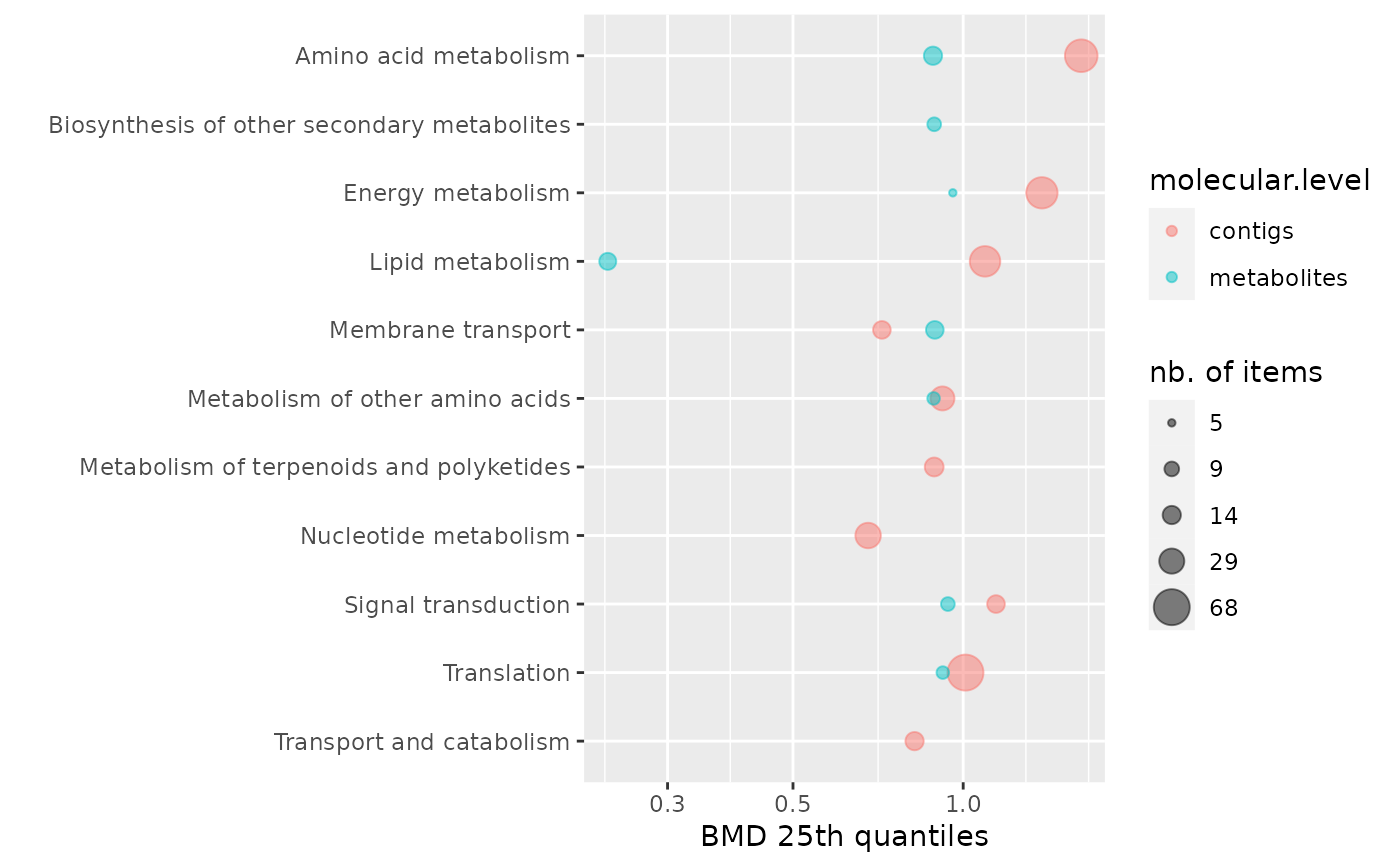 Amino acid metabolism
Biosynthesis of other secondary metabolites
Energy metabolism
Lipid metabolism
Membrane transport
Metabolism of other amino acids
Metabolism of terpenoids and polyketides
Nucleotide metabolism
Signal transduction
Translation
Transport and catabolism
0.3 0.5 1.0
BMD 25th quantiles
molecular.level
contigs
metabolites
nb. of items
5
9
14
29
68